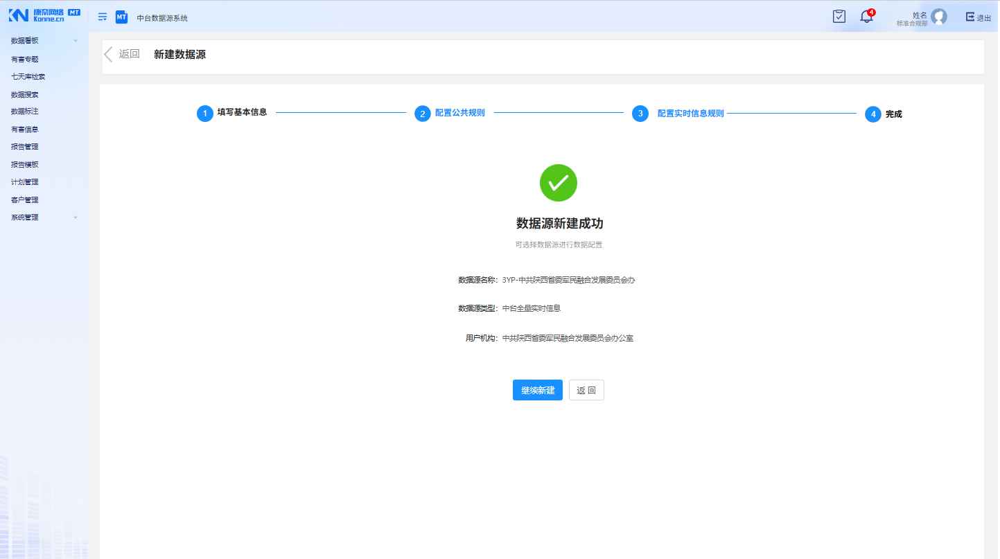 康奈网络 MT
Konne.cn
MT 中台数据源系统
4
姓名
标准合规部
退出
数据看板
有害专题
七天库检索
数据搜索
数据标注
有害信息
报告管理
报告模板
计划管理
客户管理
系统管理
返回 新建数据源
1 填写基本信息 2 配置公共规则 3 配置实时信息规则 4 完成
数据源新建成功
可选择数据源进行数据配置
数据源名称: 3YP-中共陕西省委军民融合发展委员会办
数据源类型: 中台全量实时信息
用户机构: 中共陕西省委军民融合发展委员会办公室
继续新建 返 回